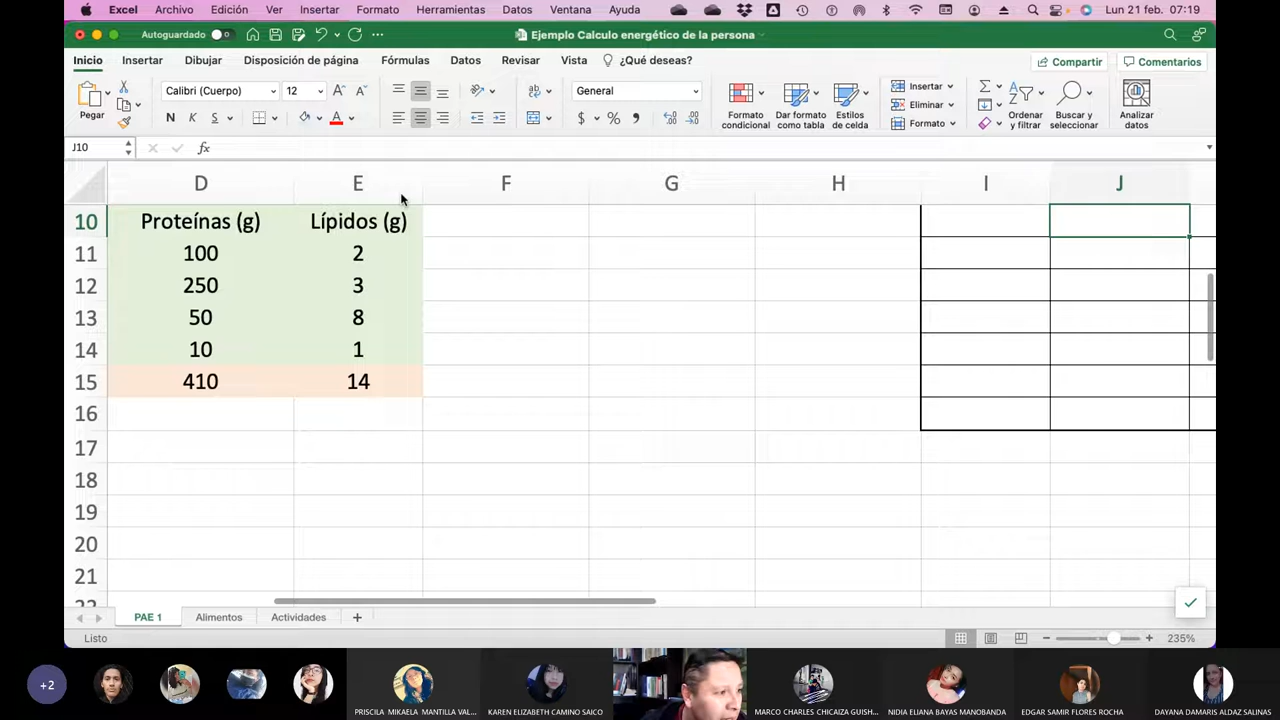 Excel Archivo Edición Ver Insertar Formato Herramientas Datos Ventana Ayuda Lun 21 feb. 07:19
Autoguardado Ejemplo Calculo energético de la persona
Inicio Insertar Dibujar Disposición de página Fórmulas Datos Revisar Vista ¿Qué deseas? Compartir Comentarios
Pegar Calibri (Cuerpo) 12 General Insertar
N K S $ % Eliminar
Formato
Formato condicional Dar formato como tabla Estilos de celda Ordenar y filtrar Buscar y seleccionar Analizar datos
J10 fx
D E F G H I J
10 Proteínas (g) Lípidos (g)
11 100 2
12 250 3
13 50 8
14 10 1
15 410 14
16
17
18
19
20
21
PAE 1 Alimentos Actividades +
Listo 235%
+2 PRISCILA MIKAELA MANTILLA VAL... KAREN ELIZABETH CAMINO SAICO MARCO CHARLES CHICAIZA GUISH... NIDIA ELIANA BAYAS MANOBANDA EDGAR SAMIR FLORES ROCHA DAYANA DAMARIS ALDAZ SALINAS